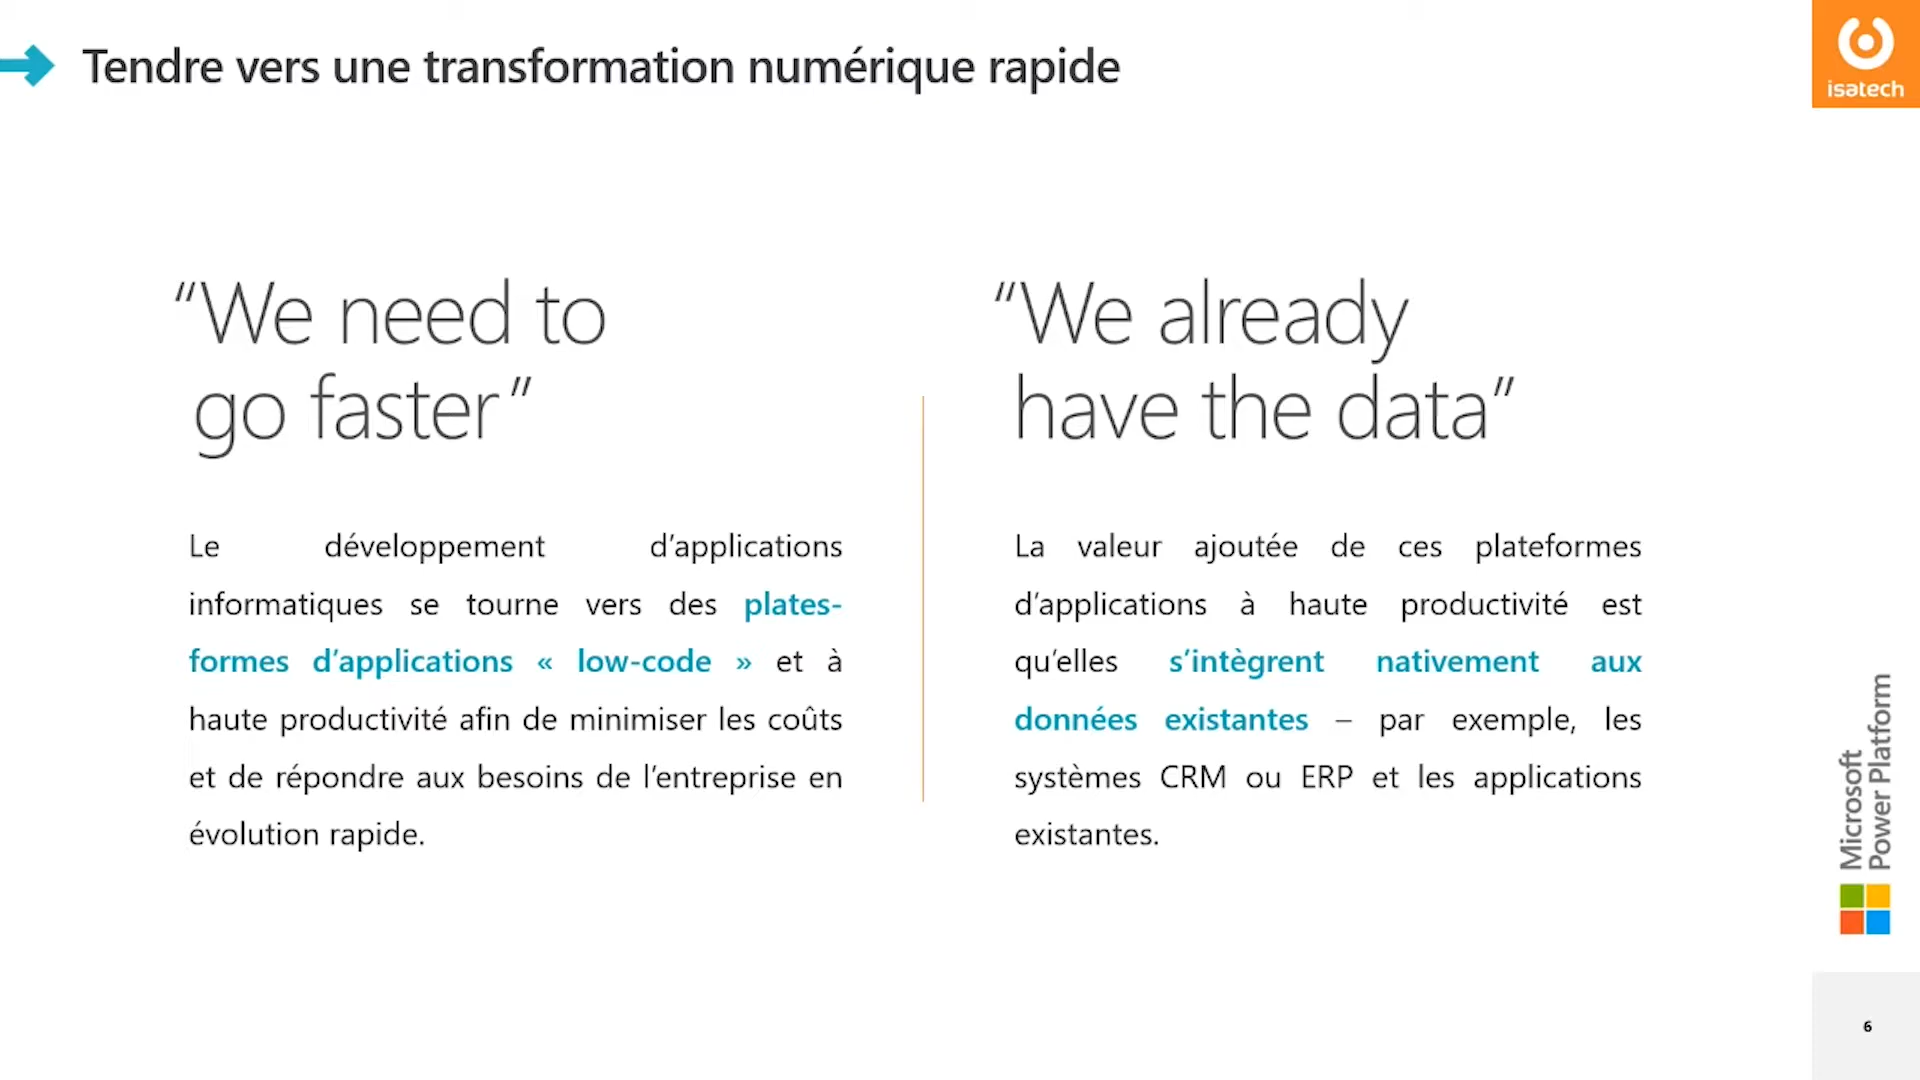 Tendre vers une transformation numérique rapide
isatech
“We need to
go faster”
Le développement d’applications
informatiques se tourne vers des plates-
formes d’applications « low-code » et à
haute productivité afin de minimiser les coûts
et de répondre aux besoins de l’entreprise en
évolution rapide.
“We already
have the data”
La valeur ajoutée de ces plateformes
d’applications à haute productivité est
qu’elles s’intègrent nativement aux
données existantes – par exemple, les
systèmes CRM ou ERP et les applications
existantes.
Microsoft
Power Platform
6